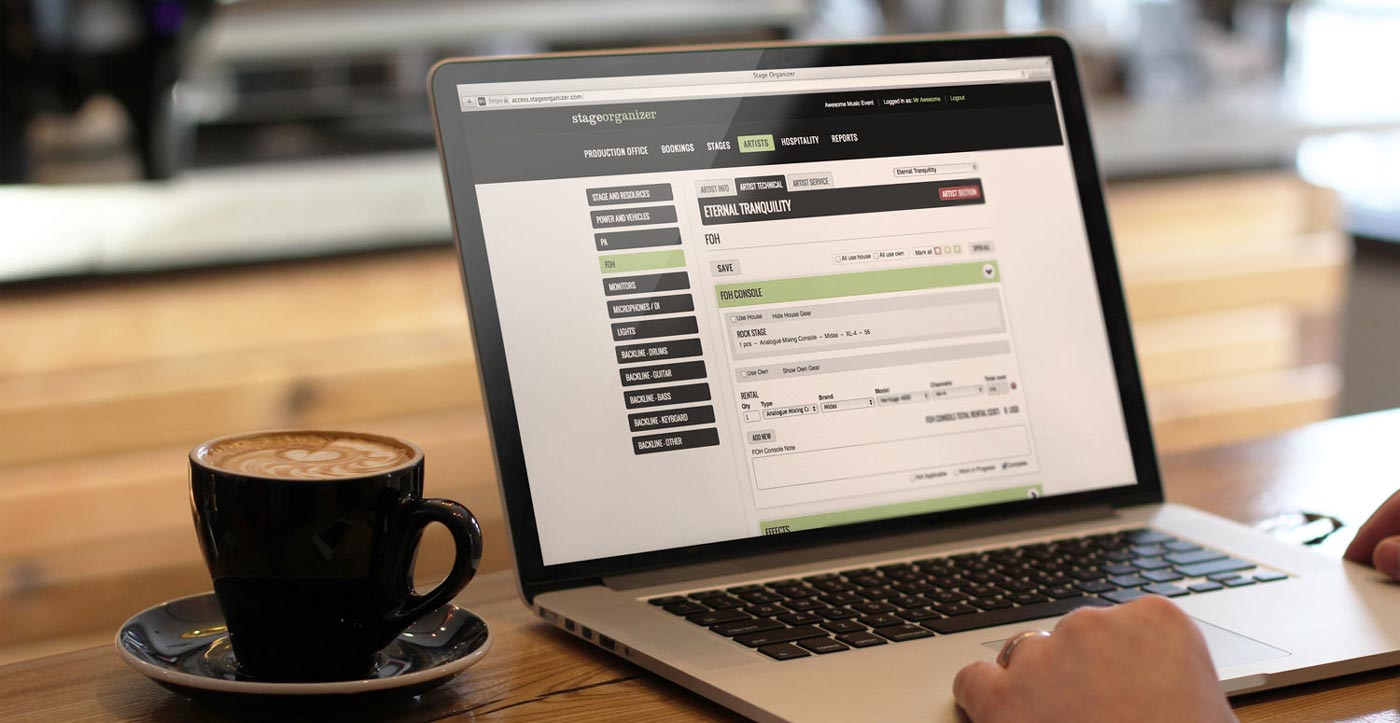 Stage Organizer
https access.stageorganizer.com
Awesome Music Event Logged in as: Mr Awesome Logout
stageorganizer
PRODUCTION OFFICE BOOKINGS STAGES ARTISTS HOSPITALITY REPORTS
STAGE AND RESOURCES
POWER AND VEHICLES
PA
FOH
MONITORS
MICROPHONES / DI
LIGHTS
BACKLINE - DRUMS
BACKLINE - GUITAR
BACKLINE - BASS
BACKLINE - KEYBOARD
BACKLINE - OTHER
Eternal Tranquility
ARTIST INFO ARTIST TECHNICAL ARTIST SERVICE
ETERNAL TRANQUILITY ARTIST SECTION
FOH
All use house All use own Mark all OPEN ALL
SAVE
FOH CONSOLE
Use House Hide House Gear
ROCK STAGE
1 pcs - Analogue Mixing Console - Midas - XL-4 - 56
Use Own Show Own Gear
RENTAL
Qty Type Brand Model Channels Total cost
1 Analogue Mixing C Midas Heritage
FOH CONSOLE TOTAL RENTAL COST: 0 USD
ADD NEW
FOH Console Note
Not Applicable Work in Progress Complete
EFFECTS